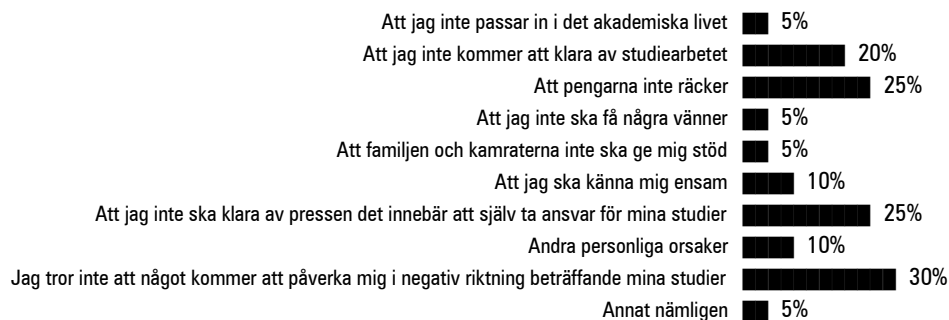 Att jag inte passar in i det akademiska livet 5%
Att jag inte kommer att klara av studiearbetet 20%
Att pengarna inte räcker 25%
Att jag inte ska få några vänner 5%
Att familjen och kamraterna inte ska ge mig stöd 5%
Att jag ska känna mig ensam 10%
Att jag inte ska klara av pressen det innebär att själv ta ansvar för mina studier 25%
Andra personliga orsaker 10%
Jag tror inte att något kommer att påverka mig i negativ riktning beträffande mina studier 30%
Annat nämligen 5%